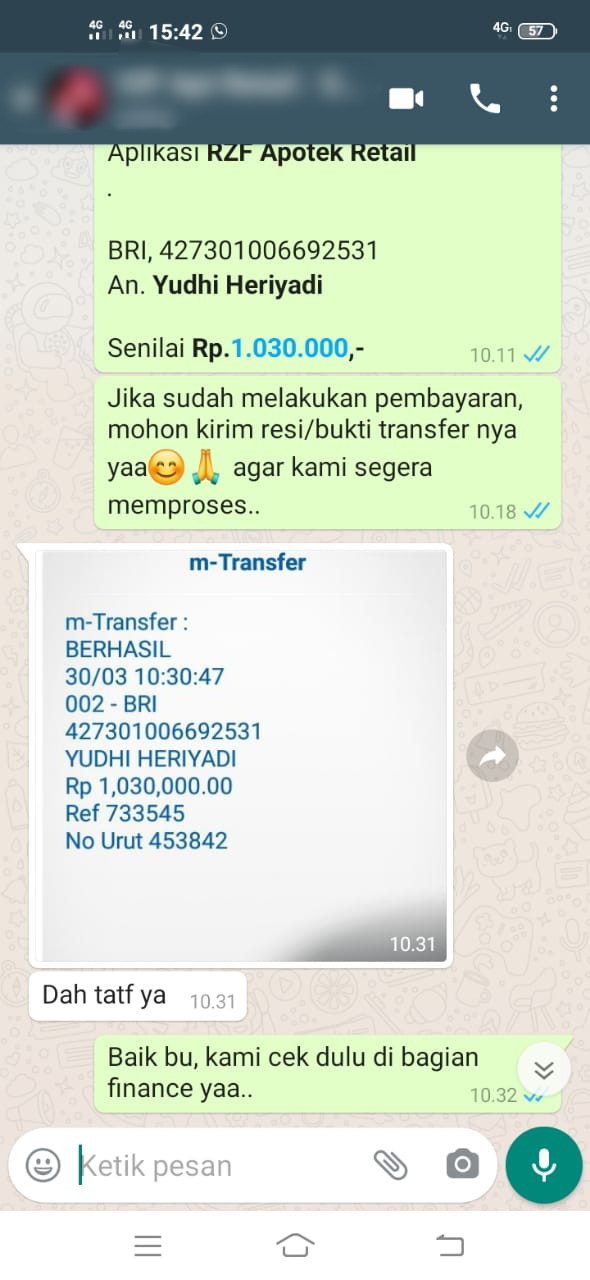 4G 4G 15:42 4G 57
Aplikasi RZF Apotek Retail
.
BRI, 427301006692531
An. Yudhi Heriyadi
Senilai Rp.1.030.000,-
10.11
Jika sudah melakukan pembayaran,
mohon kirim resi/bukti transfer nya
yaa😊🙏 agar kami segera
memproses..
10.18
m-Transfer
m-Transfer :
BERHASIL
30/03 10:30:47
002 - BRI
427301006692531
YUDHI HERIYADI
Rp 1,030,000.00
Ref 733545
No Urut 453842
10.31
Dah tatf ya 10.31
Baik bu, kami cek dulu di bagian
finance yaa..
10.32
Ketik pesan